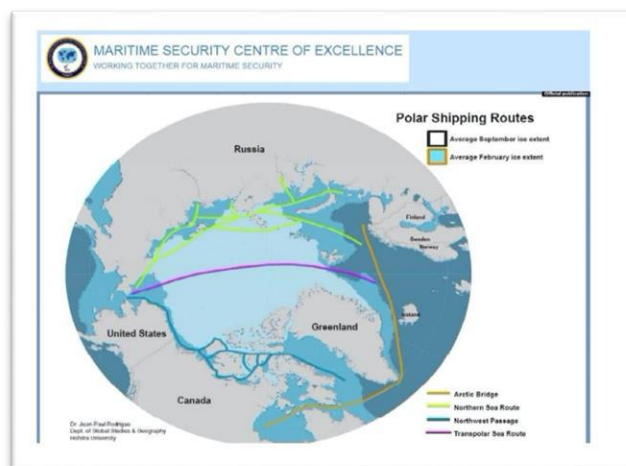 MARITIME SECURITY CENTRE OF EXCELLENCE
WORKING TOGETHER FOR MARITIME SECURITY
Official publication
Polar Shipping Routes
Average September ice extent
Average February ice extent
Russia
Finland
Sweden
Norway
Iceland
Greenland
United States
Canada
Arctic Bridge
Northern Sea Route
Northwest Passage
Transpolar Sea Route
Dr. Jean-Paul Rodrigue
Dept. of Global Studies & Geography
Hofstra University